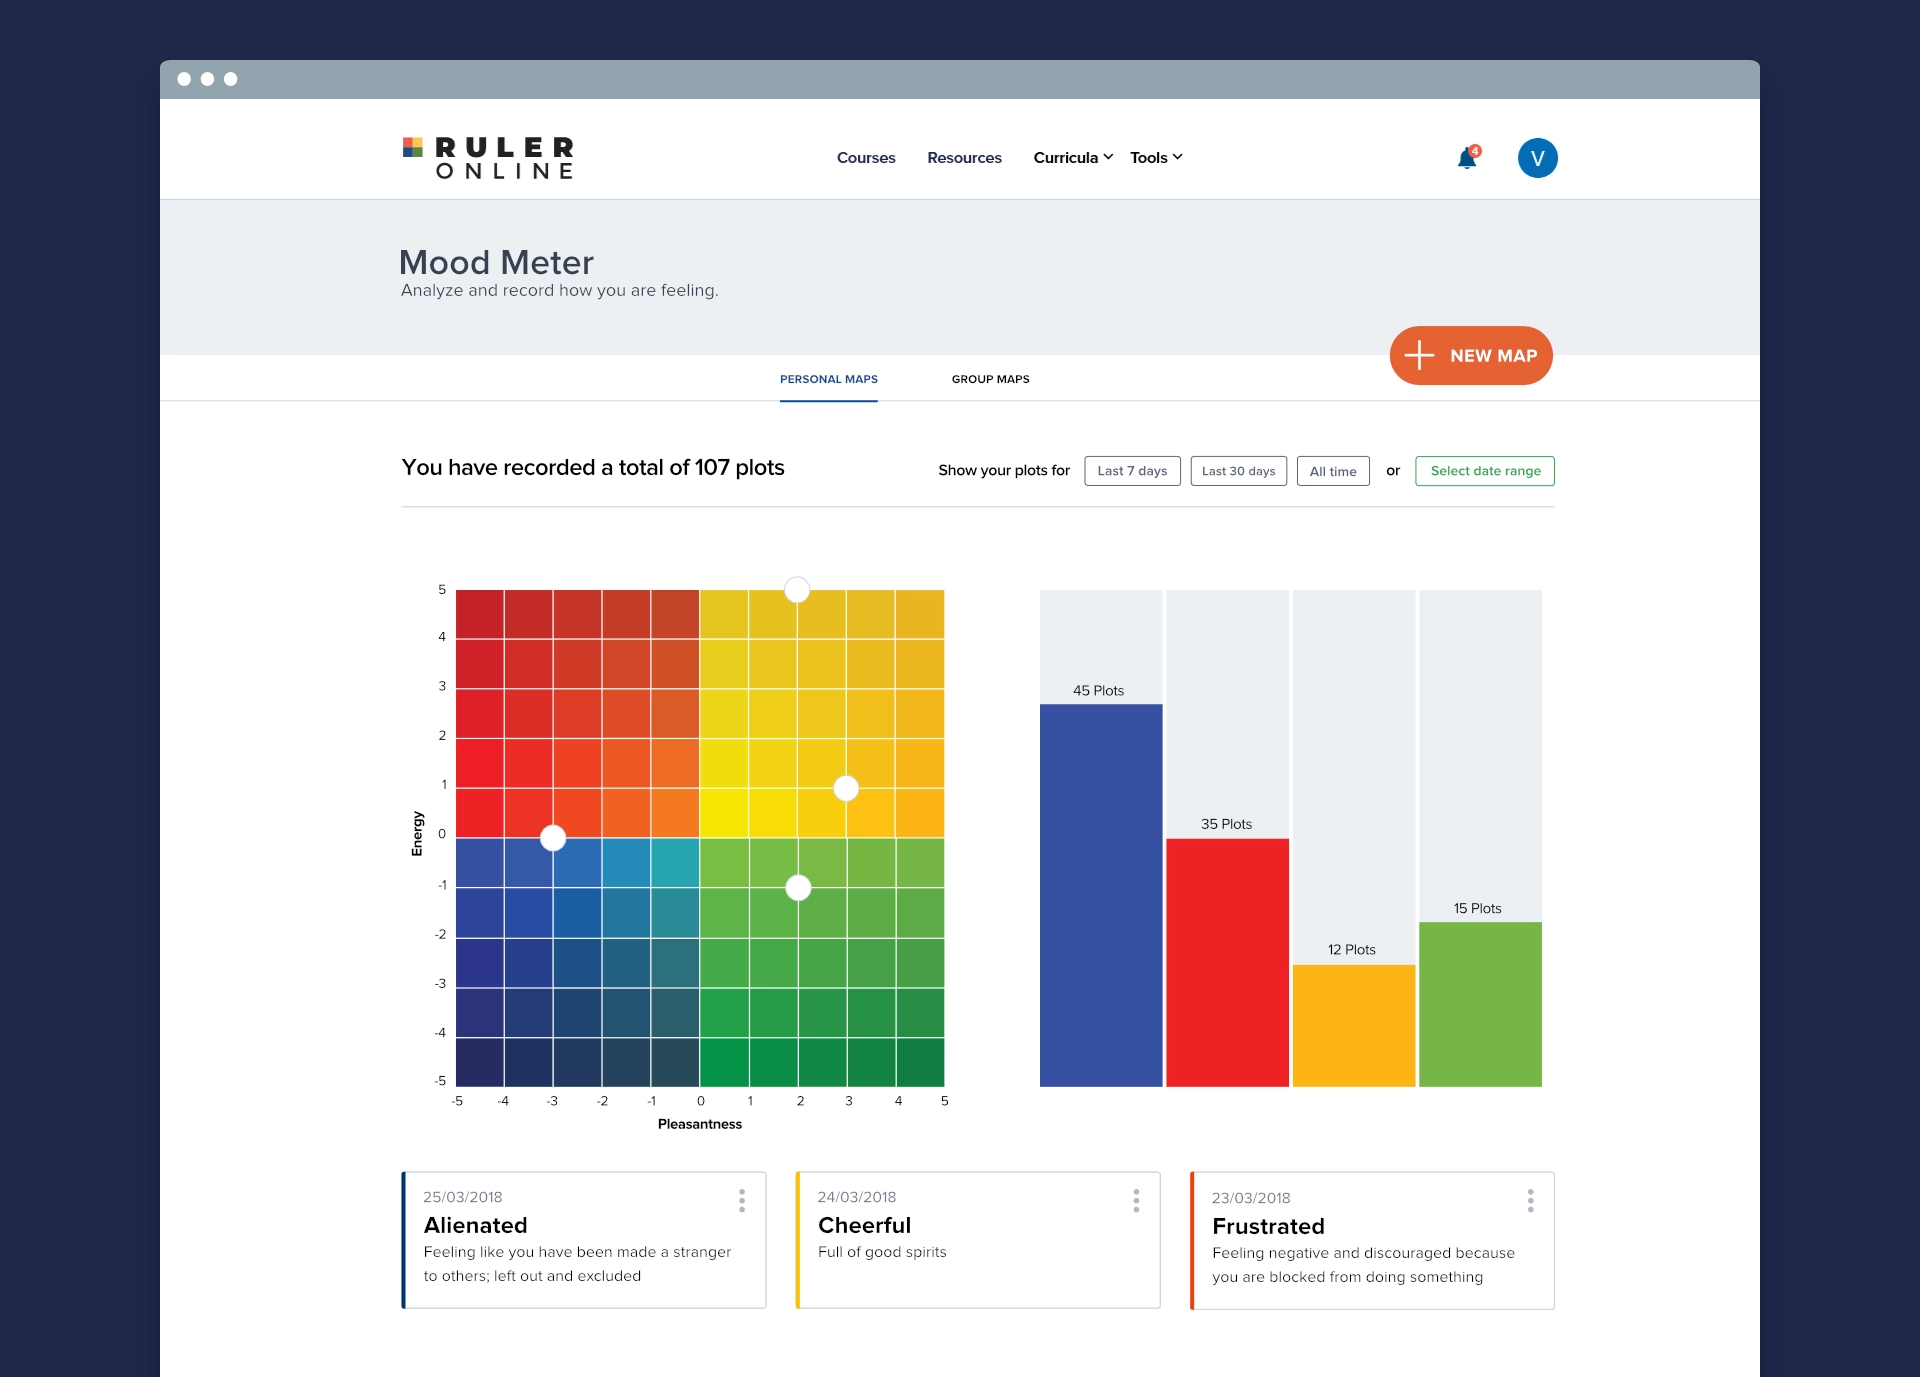 RULER
ONLINE
Courses Resources Curricula Tools
4
V
Mood Meter
Analyze and record how you are feeling.
NEW MAP
PERSONAL MAPS GROUP MAPS
You have recorded a total of 107 plots
Show your plots for Last 7 days Last 30 days All time or Select date range
5
4
3
2
1
0
-1
-2
-3
-4
-5
Energy
-5 -4 -3 -2 -1 0 1 2 3 4 5
Pleasantness
45 Plots
35 Plots
12 Plots
15 Plots
25/03/2018
Alienated
Feeling like you have been made a stranger
to others; left out and excluded
24/03/2018
Cheerful
Full of good spirits
23/03/2018
Frustrated
Feeling negative and discouraged because
you are blocked from doing something